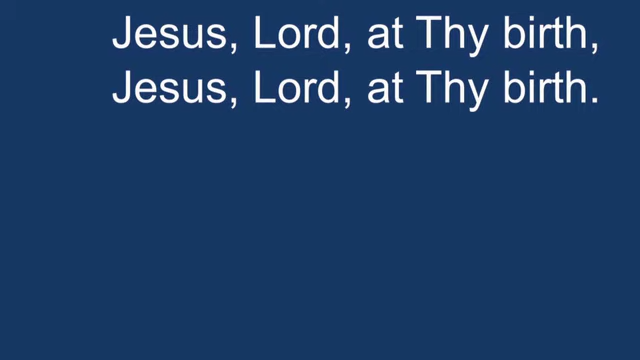 Jesus, Lord, at Thy birth,
Jesus, Lord, at Thy birth.